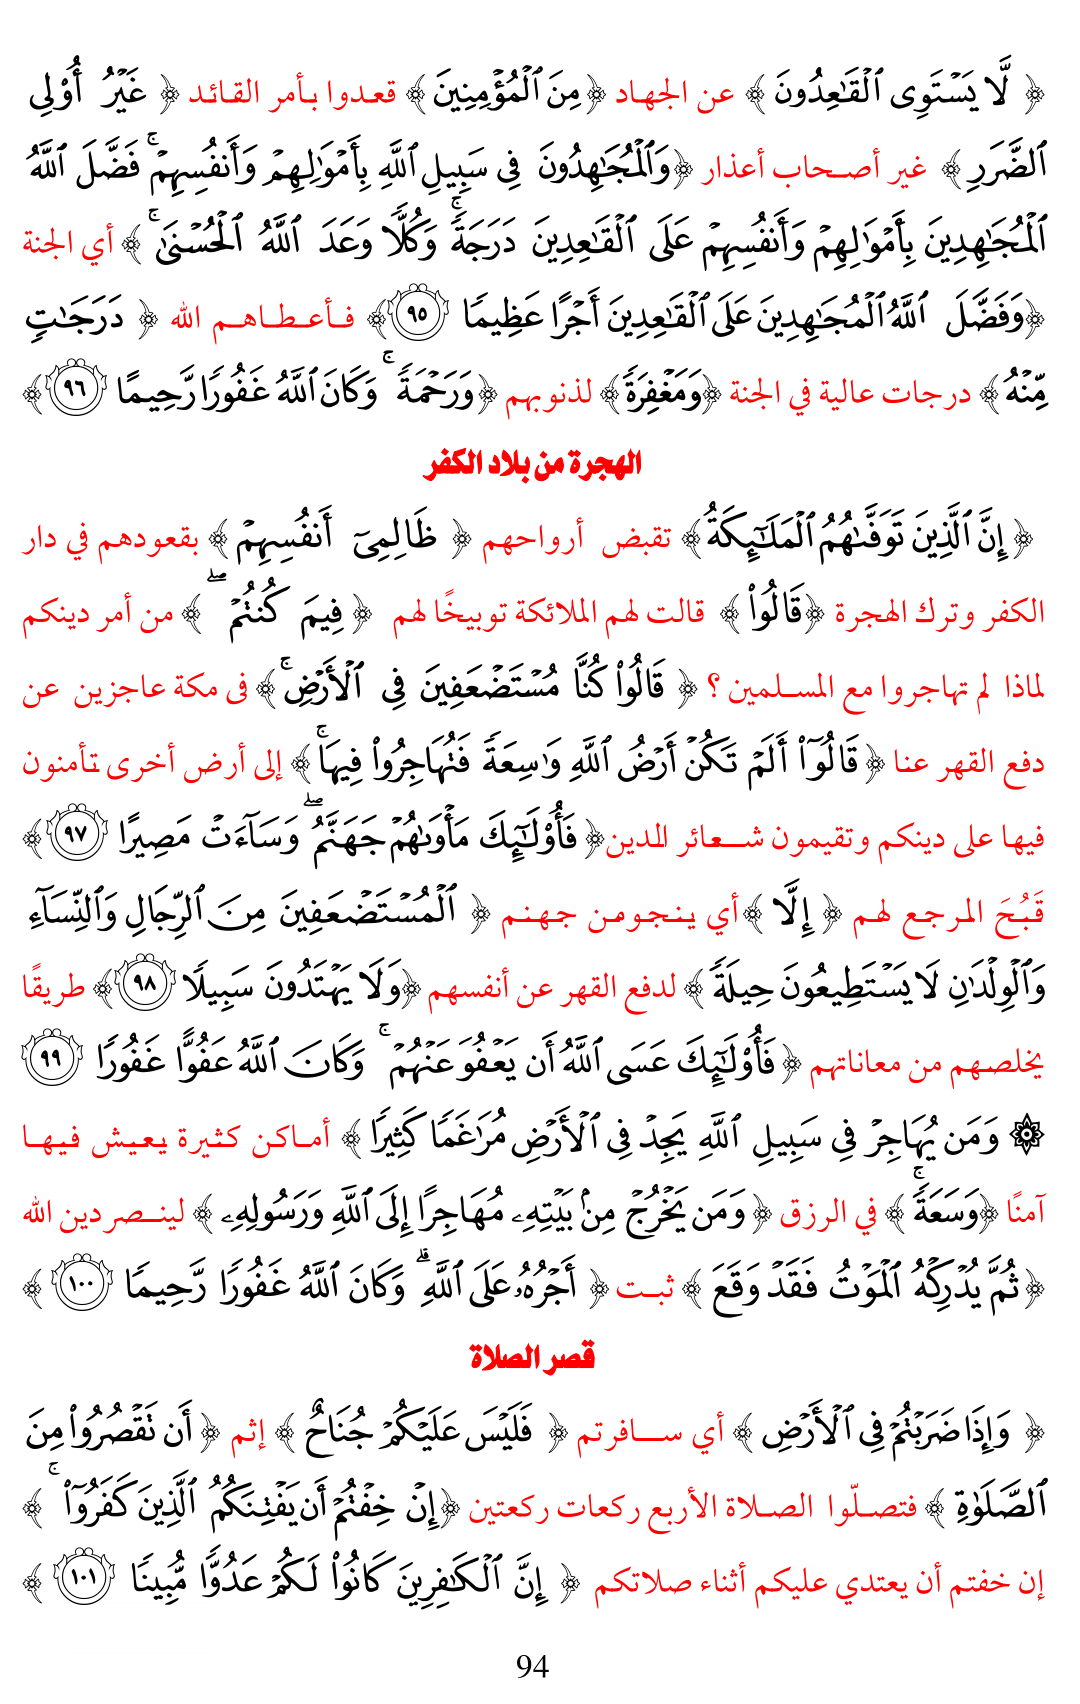 ﴿ لَّا يَسۡتَوِى ٱلۡقَـٰعِدُونَ ﴾ عن الجهاد ﴿مِنَ ٱلۡمُؤۡمِنِينَ ﴾ قعدوا بأمر القائد ﴿ غَيۡرُ أُوْلِى
ٱلضَّرَرِ ﴾ غير أصحاب أعذار ﴿وَٱلۡمُجَـٰهِدُونَ فِى سَبِيلِ ٱللَّهِ بِأَمۡوَٰلِهِمۡ وَأَنفُسِهِمۡ ۚ فَضَّلَ ٱللَّهُ
ٱلۡمُجَـٰهِدِينَ بِأَمۡوَٰلِهِمۡ وَأَنفُسِهِمۡ عَلَى ٱلۡقَـٰعِدِينَ دَرَجَةً ۚ وَكُلًّا وَعَدَ ٱللَّهُ ٱلۡحُسۡنَىٰ ۚ ﴾ أي الجنة
﴿وَفَضَّلَ ٱللَّهُ ٱلۡمُجَـٰهِدِينَ عَلَى ٱلۡقَـٰعِدِينَ أَجۡرًا عَظِيمًا ٩٥﴾ فأعطاهم الله ﴿ دَرَجَـٰتٍ
مِّنۡهُ ﴾ درجات عالية في الجنة ﴿وَمَغۡفِرَةً ﴾ لذنوبهم ﴿وَرَحۡمَةً ۚ وَكَانَ ٱللَّهُ غَفُورًا رَّحِيمًا ٩٦ ﴾
الهجرة من بلاد الكفر
﴿ إِنَّ ٱلَّذِينَ تَوَفَّىٰهُمُ ٱلۡمَلَـٰٓئِكَةُ ﴾ تقبض أرواحهم ﴿ ظَالِمِىٓ أَنفُسِهِمۡ ﴾ بقعودهم في دار
الكفر وترك الهجرة ﴿قَالُواْ ﴾ قالت لهم الملائكة توبيخًا لهم ﴿ فِيمَ كُنتُمۡ ۖ ﴾ من أمر دينكم
لماذا لم تهاجروا مع المسلمين ؟ ﴿ قَالُواْ كُنَّا مُسۡتَضۡعَفِينَ فِى ٱلۡأَرۡضِ ۚ ﴾ فى مكة عاجزين عن
دفع القهر عنا ﴿ قَالُوٓاْ أَلَمۡ تَكُنۡ أَرۡضُ ٱللَّهِ وَٰسِعَةً فَتُهَاجِرُواْ فِيهَا ۚ ﴾ إلى أرض أخرى تأمنون
فيها على دينكم وتقيمون شعائر الدين﴿ فَأُوْلَـٰٓئِكَ مَأۡوَىٰهُمۡ جَهَنَّمُ ۖ وَسَآءَتۡ مَصِيرًا ٩٧ ﴾
قَبُحَ المرجع لهم ﴿ إِلَّا ﴾ أي ينجومن جهنم ﴿ ٱلۡمُسۡتَضۡعَفِينَ مِنَ ٱلرِّجَالِ وَٱلنِّسَآءِ
وَٱلۡوِلۡدَٰنِ لَا يَسۡتَطِيعُونَ حِيلَةً ﴾ لدفع القهر عن أنفسهم ﴿وَلَا يَهۡتَدُونَ سَبِيلًا ٩٨﴾ طريقًا
يخلصهم من معاناتهم ﴿ فَأُوْلَـٰٓئِكَ عَسَى ٱللَّهُ أَن يَعۡفُوَ عَنۡهُمۡ ۚ وَكَانَ ٱللَّهُ عَفُوًّا غَفُورًا ٩٩
۞ وَمَن يُهَاجِرۡ فِى سَبِيلِ ٱللَّهِ يَجِدۡ فِى ٱلۡأَرۡضِ مُرَٰغَمًا كَثِيرًا ﴾ أماكن كثيرة يعيش فيها
آمنًا ﴿وَسَعَةً ۚ ﴾ في الرزق ﴿ وَمَن يَخۡرُجۡ مِنۢ بَيۡتِهِۦ مُهَاجِرًا إِلَى ٱللَّهِ وَرَسُولِهِۦ ﴾ لينصردين الله
﴿ ثُمَّ يُدۡرِكۡهُ ٱلۡمَوۡتُ فَقَدۡ وَقَعَ ﴾ ثبت ﴿ أَجۡرُهُۥ عَلَى ٱللَّهِ ۗ وَكَانَ ٱللَّهُ غَفُورًا رَّحِيمًا ١٠٠ ﴾
قصر الصلاة
﴿ وَإِذَا ضَرَبۡتُمۡ فِى ٱلۡأَرۡضِ ﴾ أي سافرتم ﴿ فَلَيۡسَ عَلَيۡكُمۡ جُنَاحٌ ﴾ إثم ﴿ أَن تَقۡصُرُواْ مِنَ
ٱلصَّلَوٰةِ ﴾ فتصلّوا الصلاة الأربع ركعات ركعتين ﴿إِنۡ خِفۡتُمۡ أَن يَفۡتِنَكُمُ ٱلَّذِينَ كَفَرُوٓاْ ۚ ﴾
إن خفتم أن يعتدي عليكم أثناء صلاتكم ﴿ إِنَّ ٱلۡكَـٰفِرِينَ كَانُواْ لَكُمۡ عَدُوًّا مُّبِينًا ١٠١ ﴾
94